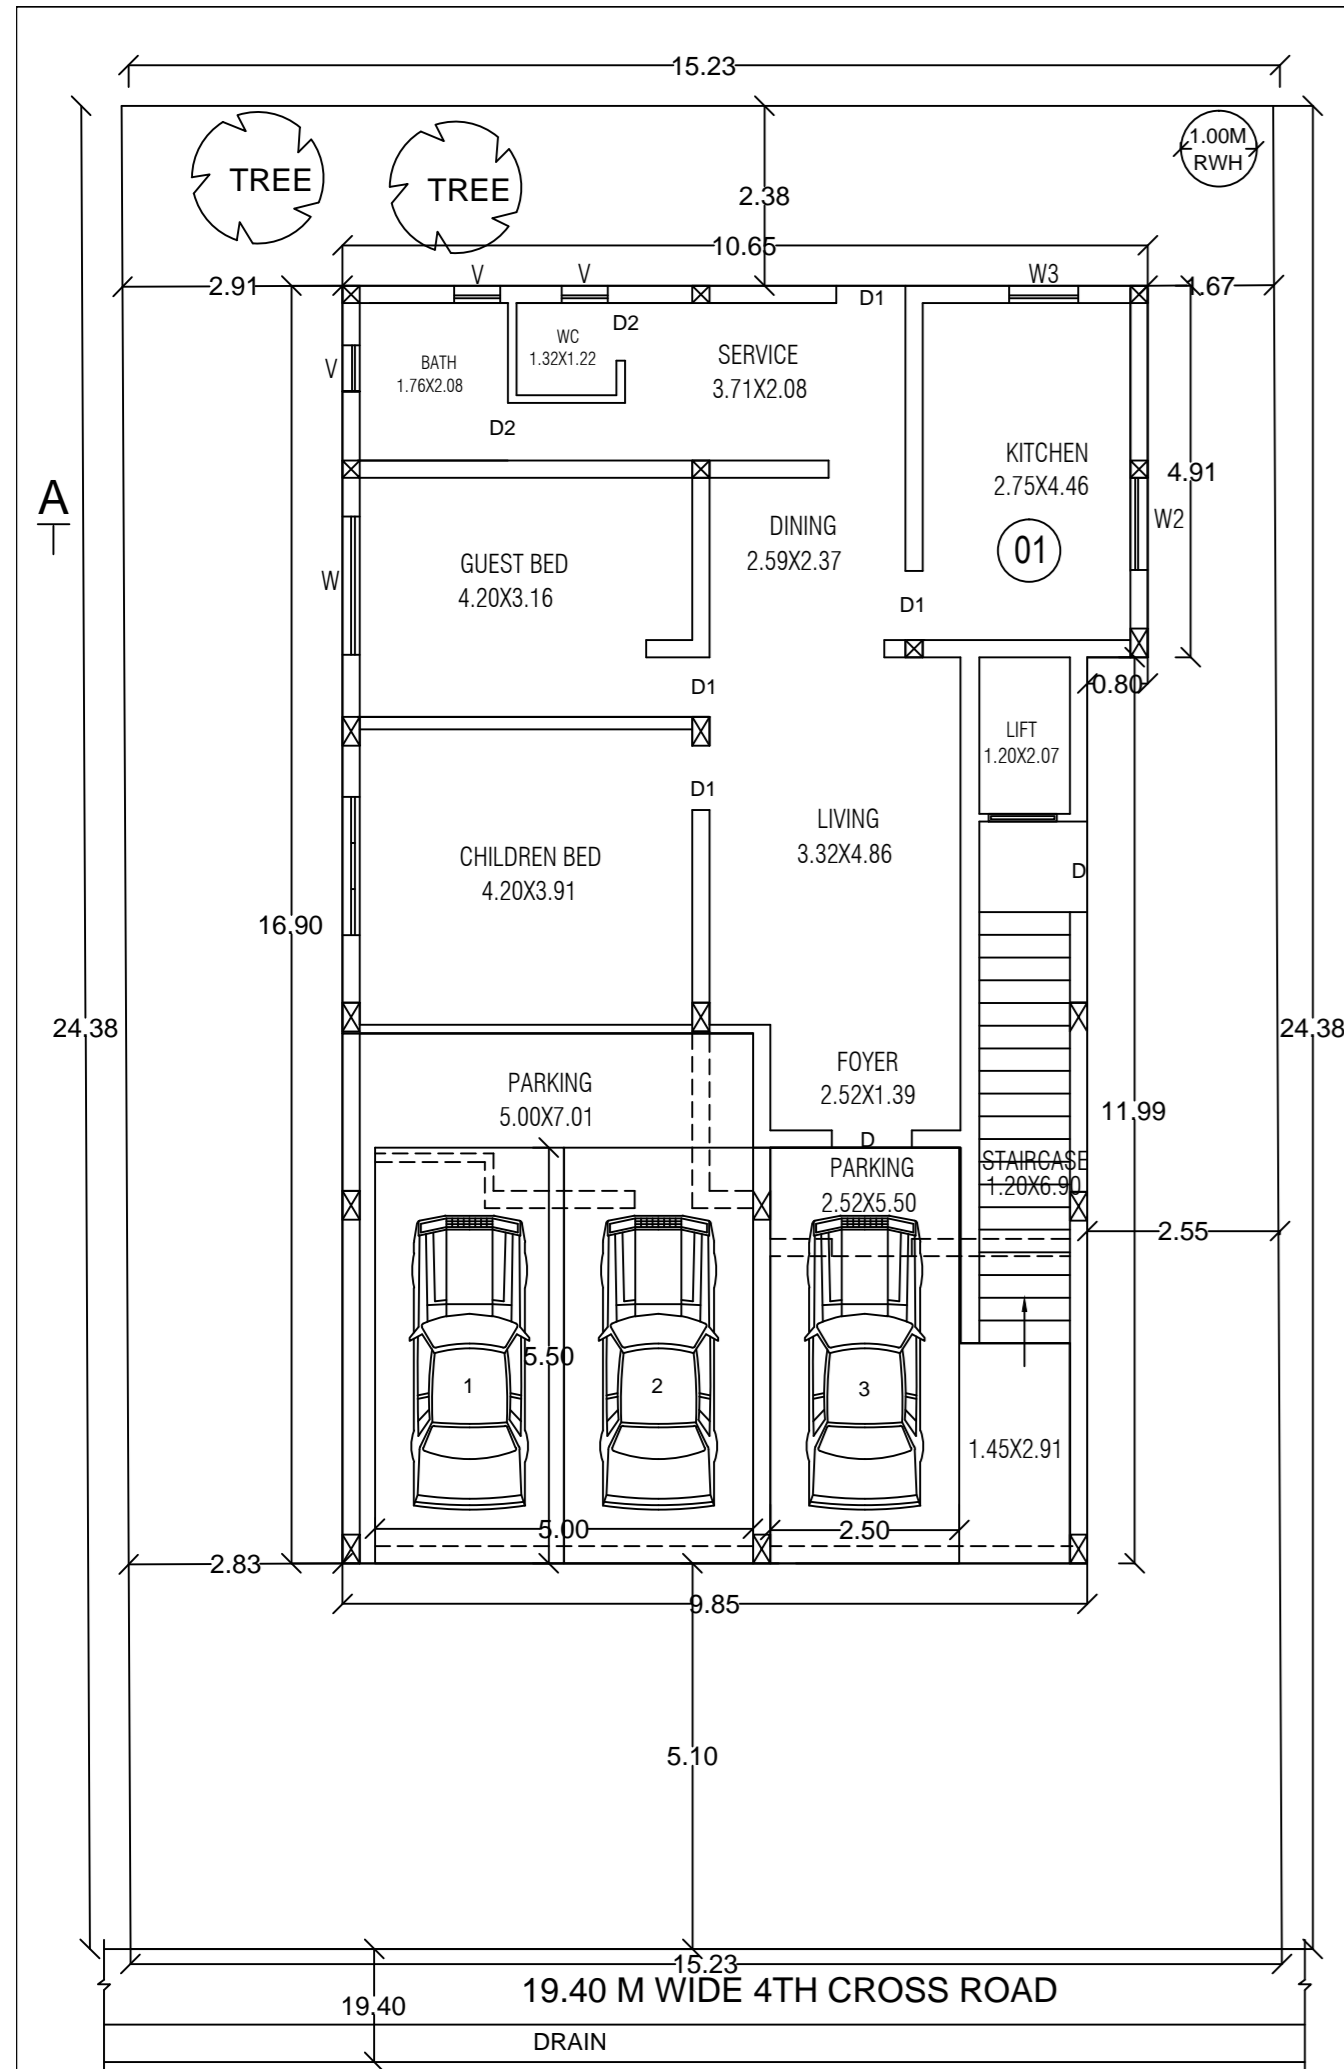 15.23
TREE
TREE
1.00M
RWH
2.38
10.65
2.91
V
V
W3
1.67
D1
D2
WC
1.32X1.22
V
BATH
1.76X2.08
SERVICE
3.71X2.08
D2
KITCHEN
2.75X4.46
4.91
A
W2
DINING
2.59X2.37
01
GUEST BED
4.20X3.16
W
D1
D1
0.80
LIFT
1.20X2.07
D1
LIVING
3.32X4.86
CHILDREN BED
4.20X3.91
D
16.90
24.38
24.38
FOYER
2.52X1.39
PARKING
5.00X7.01
11.99
D
PARKING
2.52X5.50
STAIRCASE
1.20X6.90
2.55
5.50
1
2
3
1.45X2.91
5.00
2.50
2.83
9.85
5.10
15.23
19.40 M WIDE 4TH CROSS ROAD
19.40
DRAIN